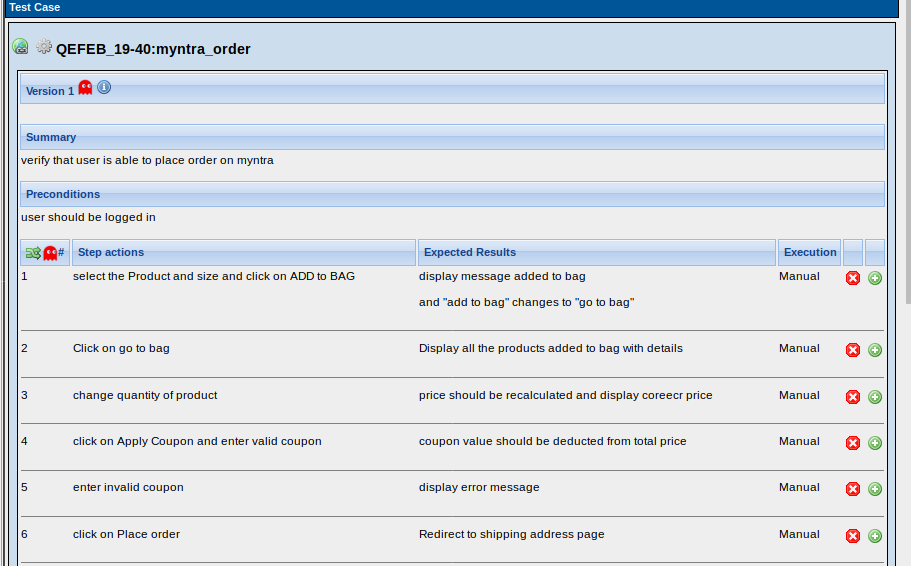 Test Case
QEFEB_19-40:myntra_order
Version 1
Summary
verify that user is able to place order on myntra
Preconditions
user should be logged in
# Step actions Expected Results Execution
1 select the Product and size and click on ADD to BAG display message added to bag Manual
and "add to bag" changes to "go to bag"
2 Click on go to bag Display all the products added to bag with details Manual
3 change quantity of product price should be recalculated and display coreecr price Manual
4 click on Apply Coupon and enter valid coupon coupon value should be deducted from total price Manual
5 enter invalid coupon display error message Manual
6 click on Place order Redirect to shipping address page Manual